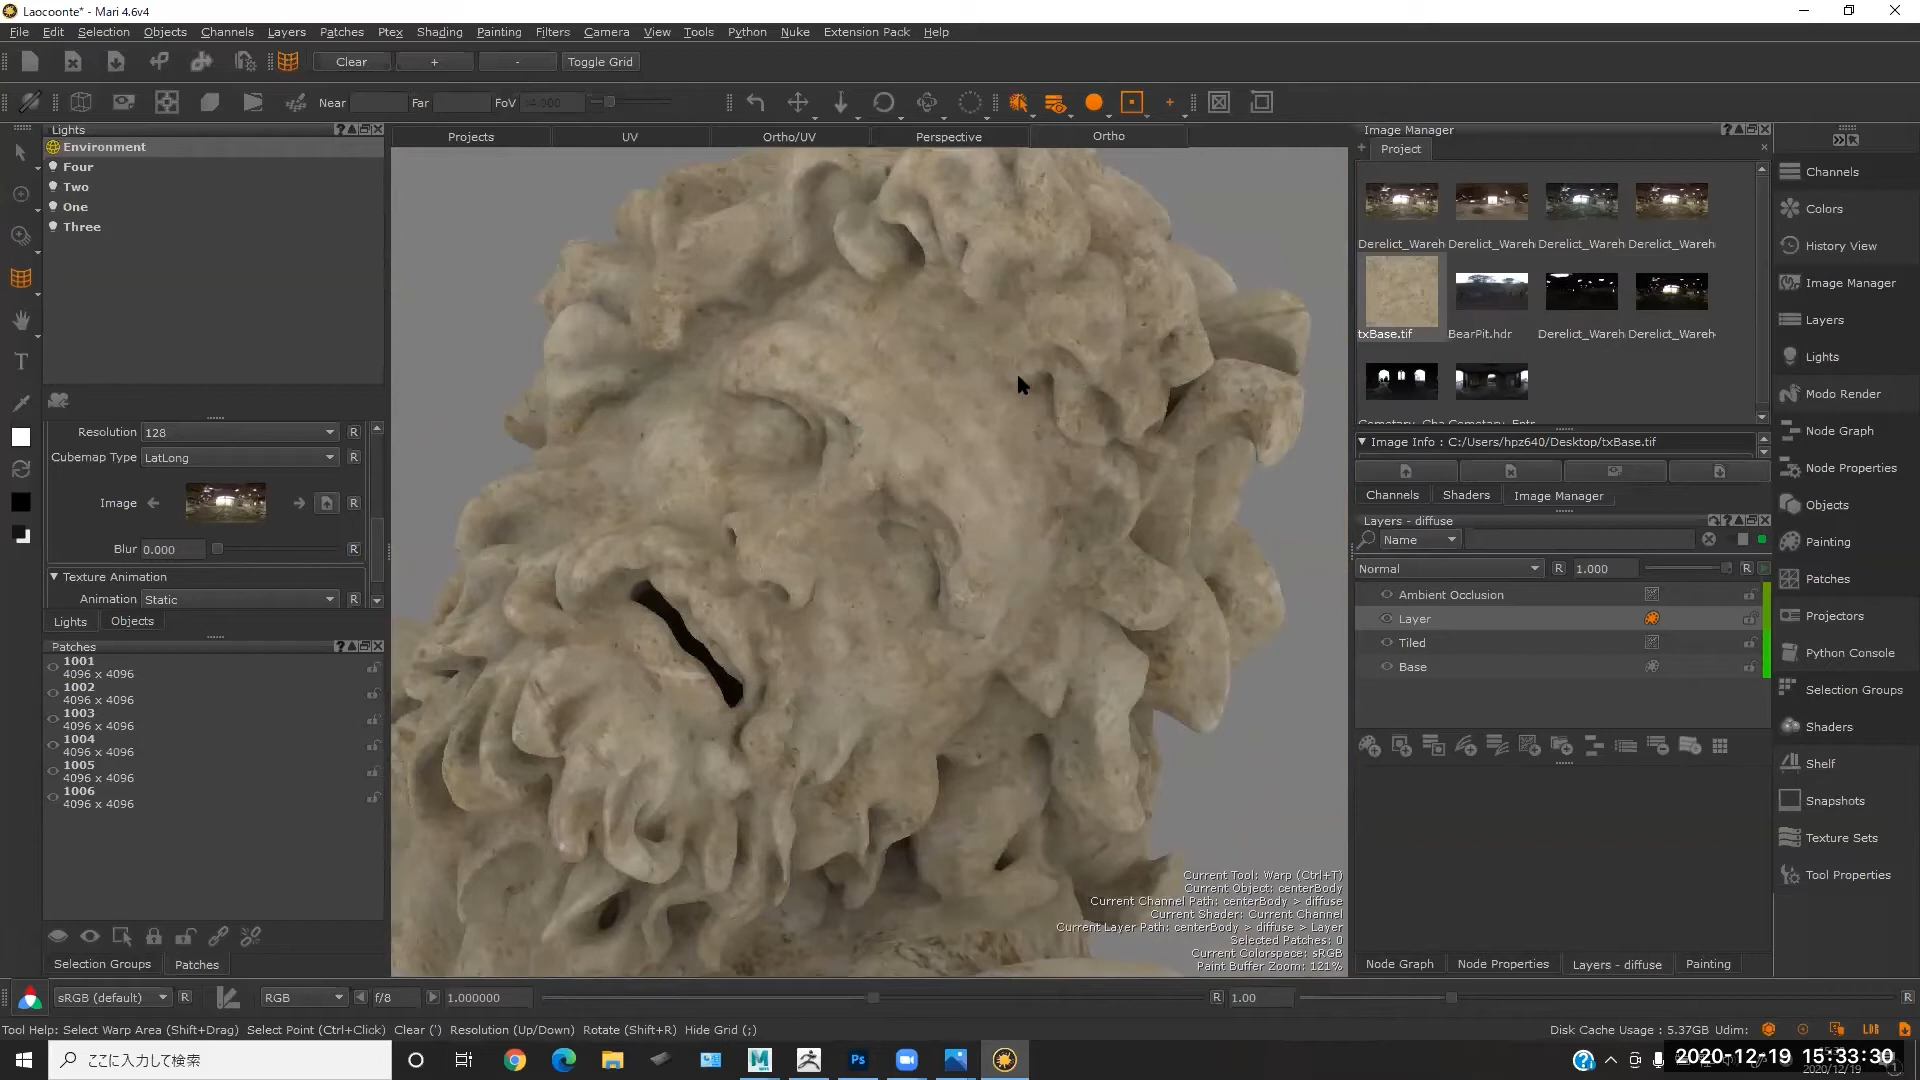 Laocoonte* - Mari 4.6v4
File Edit Selection Objects Channels Layers Patches Ptex Shading Painting Filters Camera View Tools Python Nuke Extension Pack Help
Clear + - Toggle Grid
Near Far FoV
Lights
Environment
Four
Two
One
Three
Resolution 128 R
Cubemap Type LatLong R
Image R
Blur 0.000 R
Texture Animation
Animation Static R
Lights Objects
Patches
1001
4096 x 4096
1002
4096 x 4096
1003
4096 x 4096
1004
4096 x 4096
1005
4096 x 4096
1006
4096 x 4096
Selection Groups Patches
Projects UV Ortho/UV Perspective Ortho
Current Tool: Warp (Ctrl+T)
Current Object: centerBody
Current Channel Path: centerBody > diffuse
Current Shader: Current Channel
Current Layer Path: centerBody > diffuse > Layer
Selected Patches: 0
Current Colorspace: sRGB
Paint Buffer Zoom: 121%
Image Manager
+ Project
Derelict_Wareh Derelict_Wareh Derelict_Wareh Derelict_Wareh
txBase.tif BearPit.hdr Derelict_Wareh Derelict_Wareh
Image Info : C:/Users/hpz640/Desktop/txBase.tif
Channels Shaders Image Manager
Layers - diffuse
Name
Normal R 1.000 R
Ambient Occlusion
Layer
Tiled
Base
Node Graph Node Properties Layers - diffuse Painting
Channels
Colors
History View
Image Manager
Layers
Lights
Modo Render
Node Graph
Node Properties
Objects
Painting
Patches
Projectors
Python Console
Selection Groups
Shaders
Shelf
Snapshots
Texture Sets
Tool Properties
sRGB (default) R RGB f/8 1.000000 R 1.00 R
Tool Help: Select Warp Area (Shift+Drag) Select Point (Ctrl+Click) Clear (') Resolution (Up/Down) Rotate (Shift+R) Hide Grid (;)
Disk Cache Usage : 5.37GB Udim:
ここに入力して検索
2020-12-19 15:33:30
2020/12/19